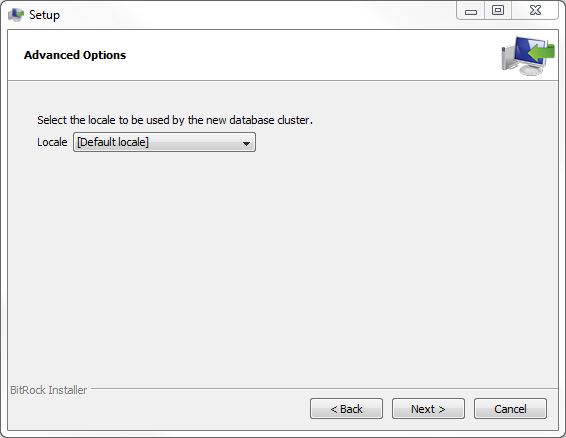 Setup
Advanced Options
Select the locale to be used by the new database cluster.
Locale [Default locale]
BitRock Installer
< Back Next > Cancel